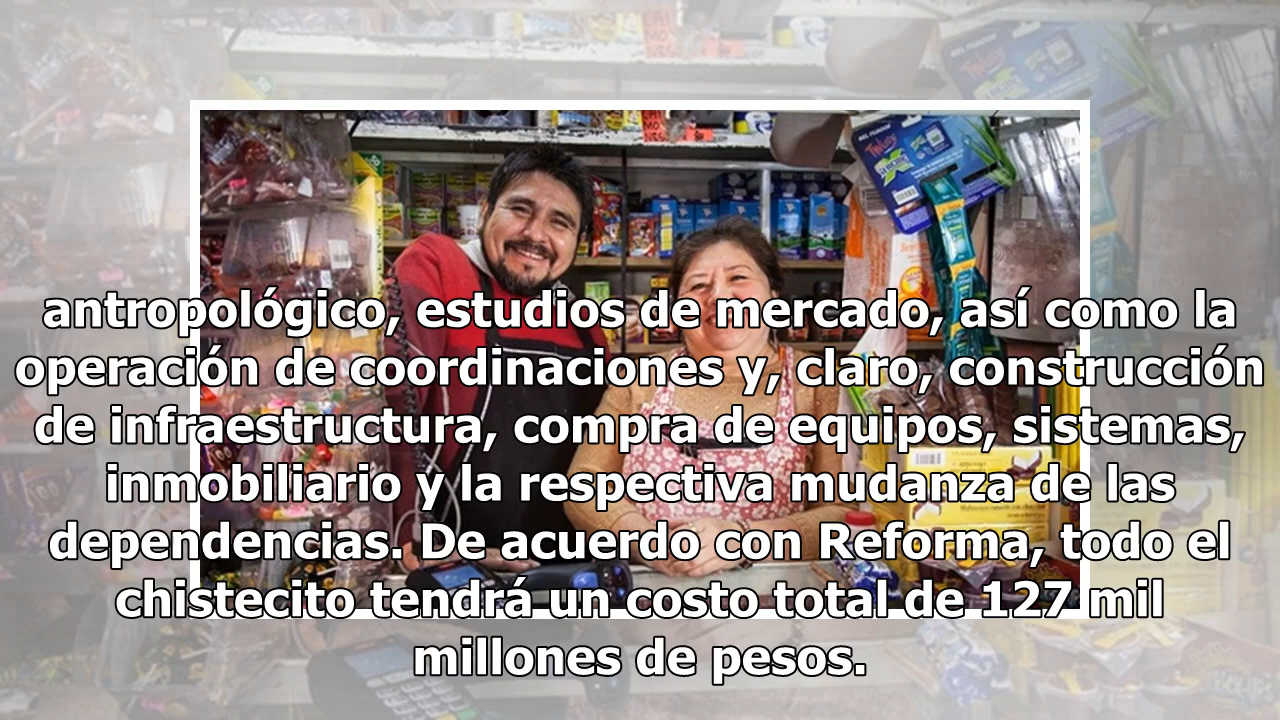 antropológico, estudios de mercado, así como la
operación de coordinaciones y, claro, construcción
de infraestructura, compra de equipos, sistemas,
inmobiliario y la respectiva mudanza de las
dependencias. De acuerdo con Reforma, todo el
chistecito tendrá un costo total de 127 mil
millones de pesos.